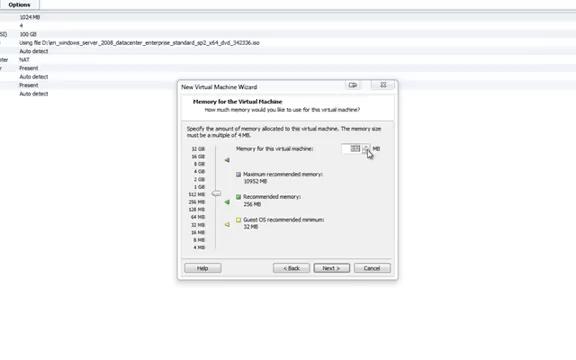 Options
1024 MB
4
SI) 100 GB
Using file D:\en_windows_server_2008_datacenter_enterprise_standard_sp2_x64_dvd_342336.iso
Auto detect
NAT
Present
Auto detect
Present
Auto detect
New Virtual Machine Wizard
Memory for the Virtual Machine
How much memory would you like to use for this virtual machine?
Specify the amount of memory allocated to this virtual machine. The memory size
must be a multiple of 4 MB.
Memory for this virtual machine: MB
32 GB
16 GB
8 GB
4 GB
2 GB
1 GB
512 MB
256 MB
128 MB
64 MB
32 MB
16 MB
8 MB
4 MB
Maximum recommended memory:
10952 MB
Recommended memory:
256 MB
Guest OS recommended minimum:
32 MB
Help
< Back
Next >
Cancel